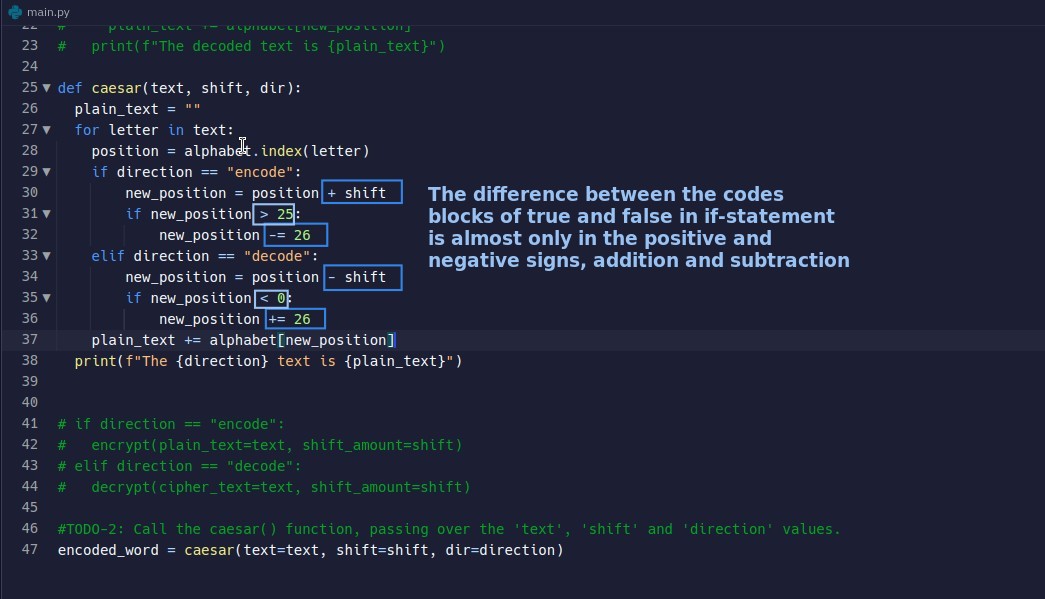 main.py
22 #     plain_text += alphabet[new_position]
23 #   print(f"The decoded text is {plain_text}")
24
25 def caesar(text, shift, dir):
26   plain_text = ""
27   for letter in text:
28     position = alphabet.index(letter)
29     if direction == "encode":
30         new_position = position + shift
31         if new_position > 25:
32             new_position -= 26
33     elif direction == "decode":
34         new_position = position - shift
35         if new_position < 0:
36             new_position += 26
37     plain_text += alphabet[new_position]
38   print(f"The {direction} text is {plain_text}")
39
40
41 # if direction == "encode":
42 #   encrypt(plain_text=text, shift_amount=shift)
43 # elif direction == "decode":
44 #   decrypt(cipher_text=text, shift_amount=shift)
45
46 #TODO-2: Call the caesar() function, passing over the 'text', 'shift' and 'direction' values.
47 encoded_word = caesar(text=text, shift=shift, dir=direction)
The difference between the codes
blocks of true and false in if-statement
is almost only in the positive and
negative signs, addition and subtraction